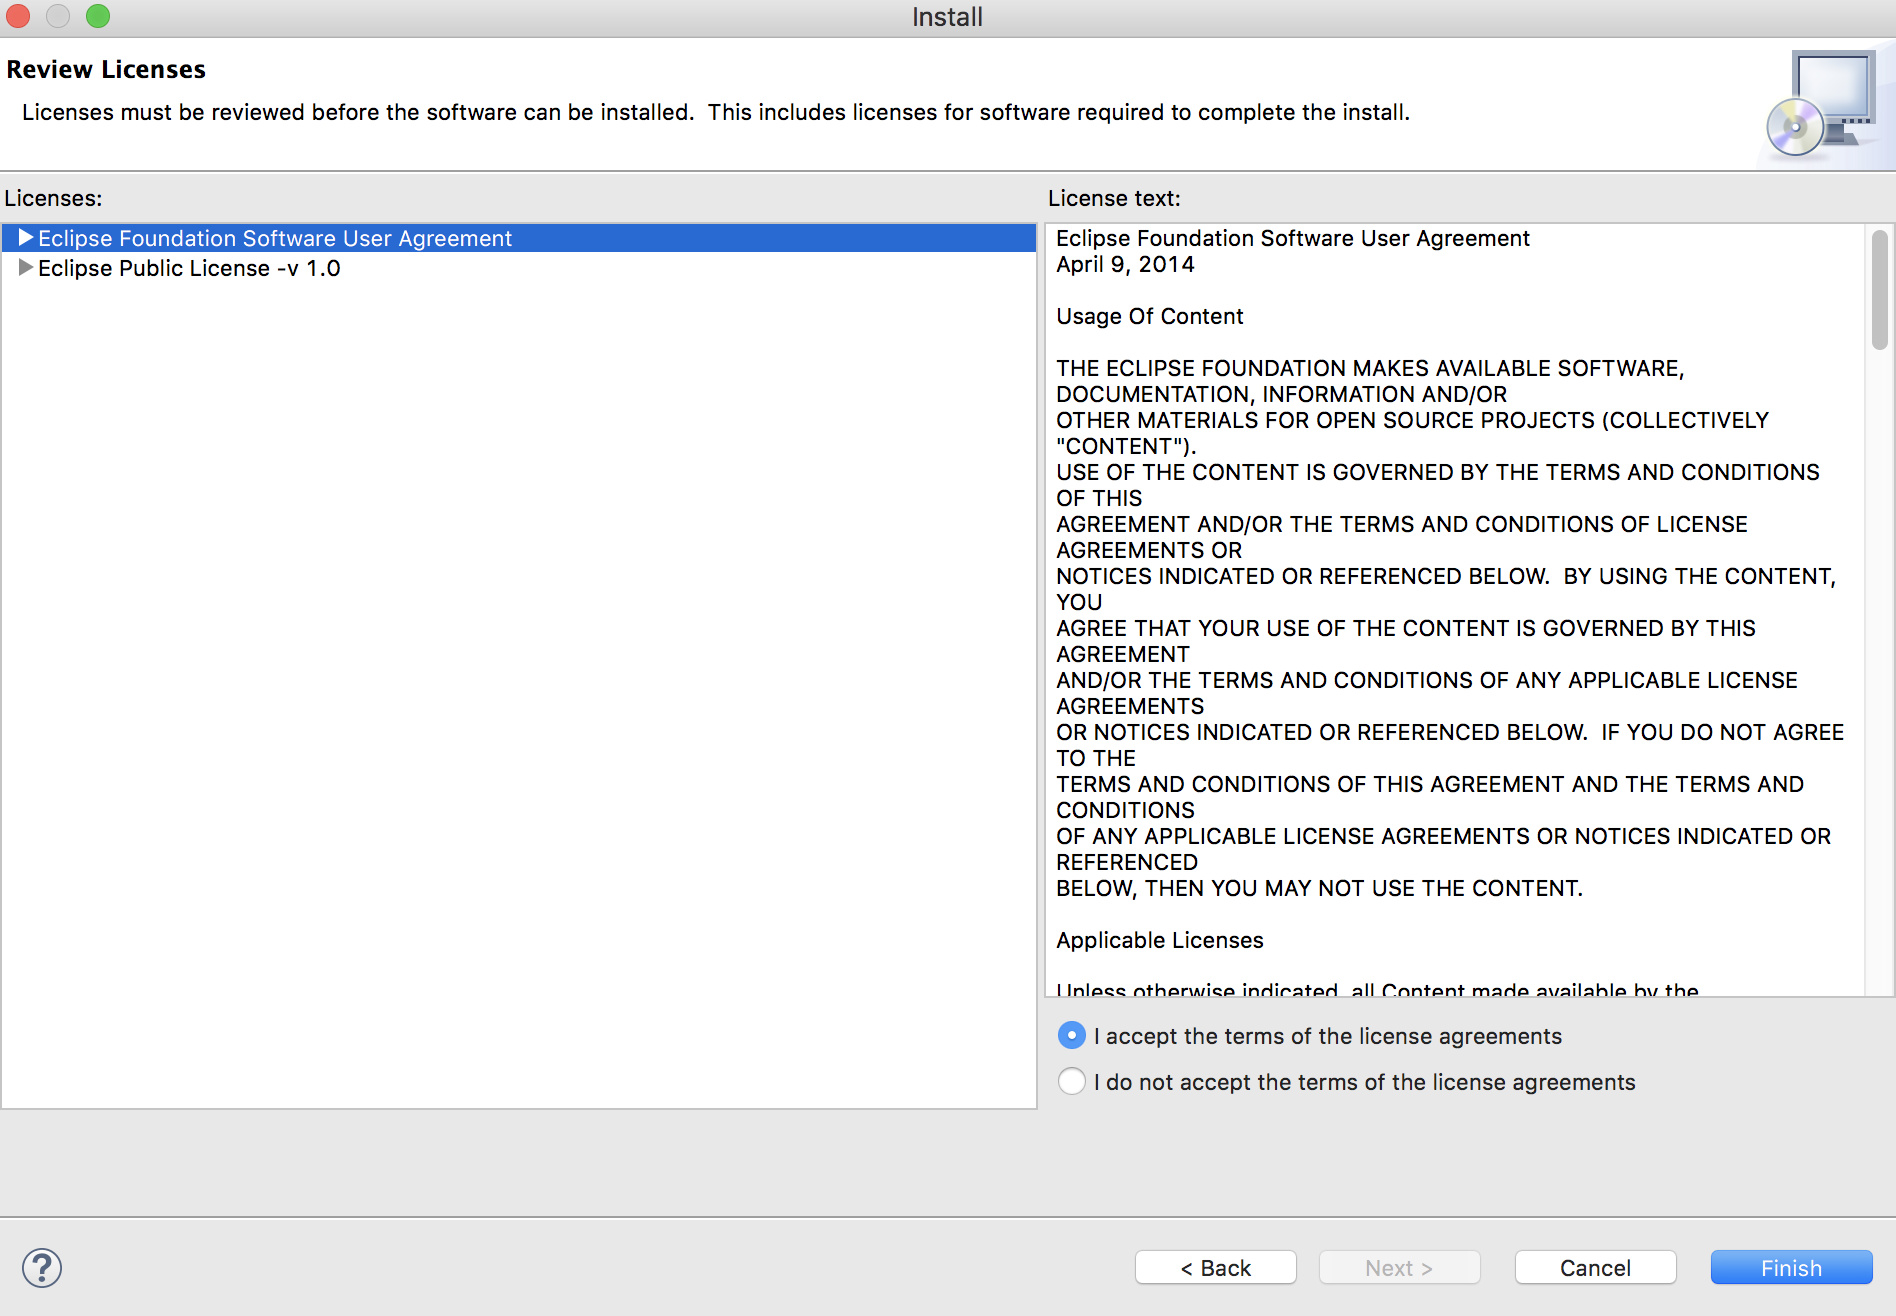 Install
Review Licenses
Licenses must be reviewed before the software can be installed.  This includes licenses for software required to complete the install.
Licenses:
Eclipse Foundation Software User Agreement
Eclipse Public License -v 1.0
License text:
Eclipse Foundation Software User Agreement
April 9, 2014
Usage Of Content
THE ECLIPSE FOUNDATION MAKES AVAILABLE SOFTWARE,
DOCUMENTATION, INFORMATION AND/OR
OTHER MATERIALS FOR OPEN SOURCE PROJECTS (COLLECTIVELY
"CONTENT").
USE OF THE CONTENT IS GOVERNED BY THE TERMS AND CONDITIONS
OF THIS
AGREEMENT AND/OR THE TERMS AND CONDITIONS OF LICENSE
AGREEMENTS OR
NOTICES INDICATED OR REFERENCED BELOW.  BY USING THE CONTENT,
YOU
AGREE THAT YOUR USE OF THE CONTENT IS GOVERNED BY THIS
AGREEMENT
AND/OR THE TERMS AND CONDITIONS OF ANY APPLICABLE LICENSE
AGREEMENTS
OR NOTICES INDICATED OR REFERENCED BELOW.  IF YOU DO NOT AGREE
TO THE
TERMS AND CONDITIONS OF THIS AGREEMENT AND THE TERMS AND
CONDITIONS
OF ANY APPLICABLE LICENSE AGREEMENTS OR NOTICES INDICATED OR
REFERENCED
BELOW, THEN YOU MAY NOT USE THE CONTENT.
Applicable Licenses
Unless otherwise indicated, all Content made available by the
I accept the terms of the license agreements
I do not accept the terms of the license agreements
?
< Back
Next >
Cancel
Finish